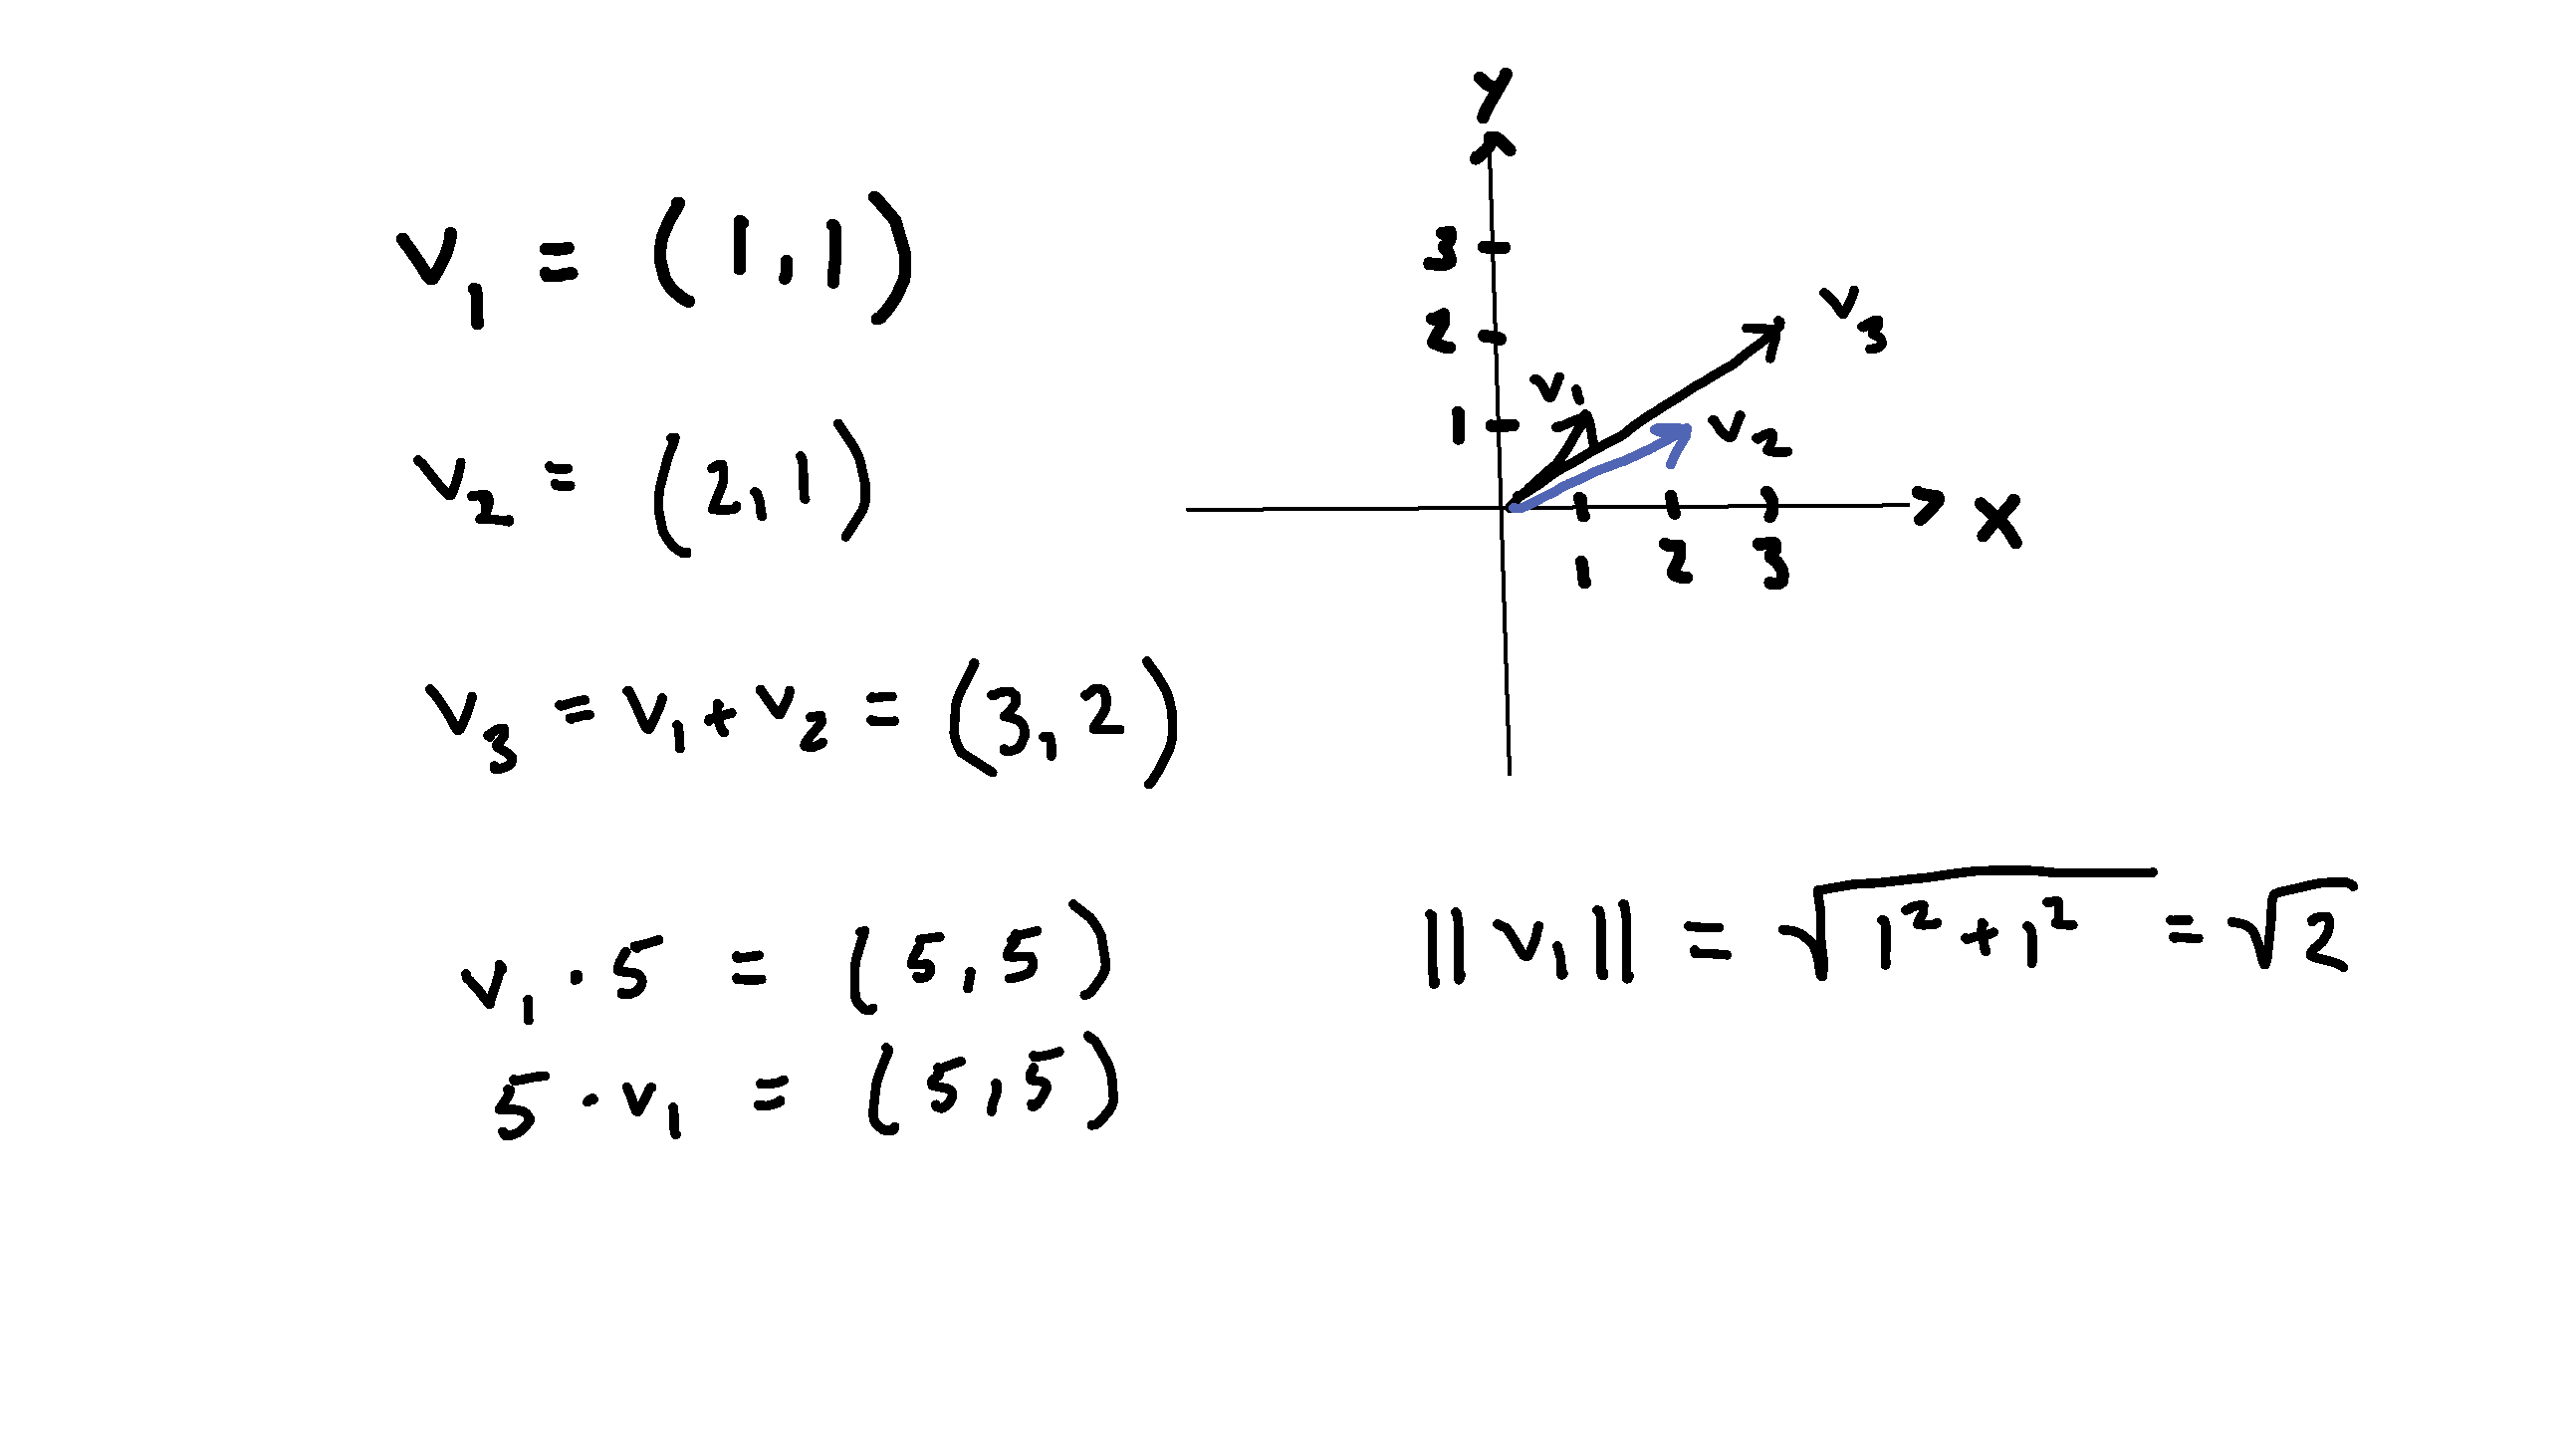 v₁ = (1,1)
v₂ = (2,1)
v₃ = v₁ + v₂ = (3,2)
v₁ · 5 = (5,5)
5 · v₁ = (5,5)
y
3
2
1
v₃
v₁
v₂
x
1 2 3
||v₁|| = √(1² + 1²) = √2